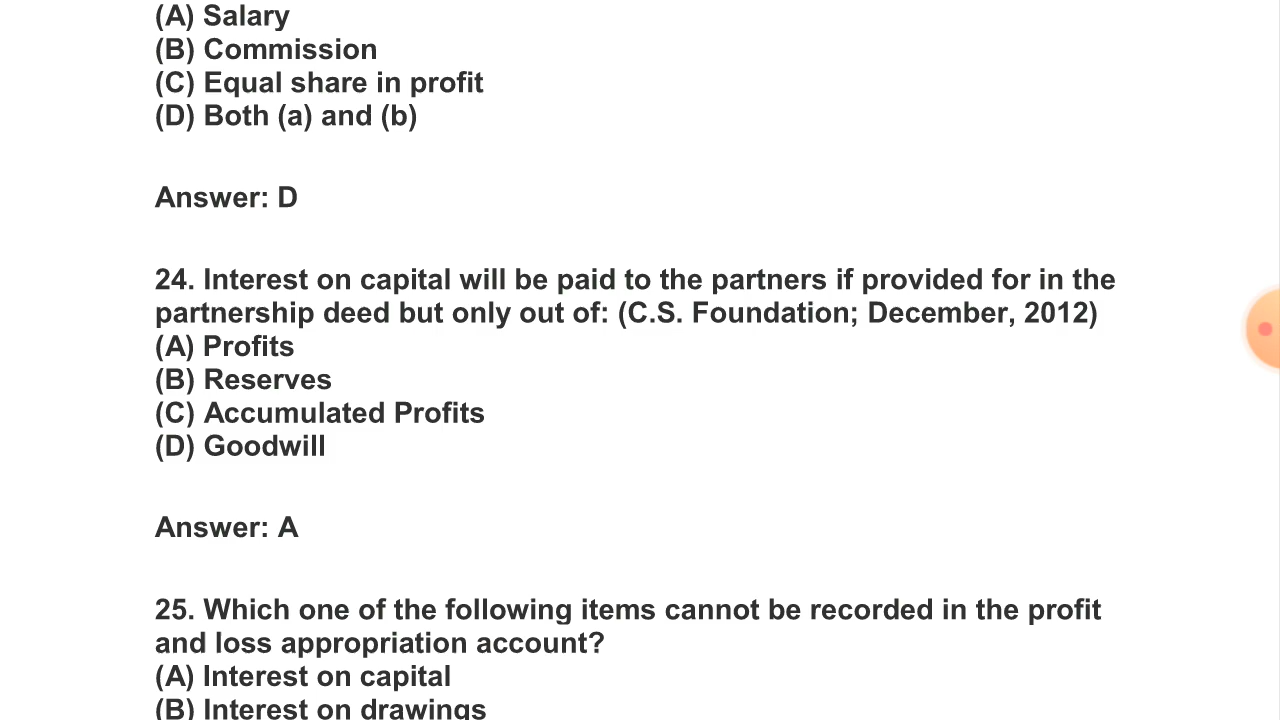 (A) Salary
(B) Commission
(C) Equal share in profit
(D) Both (a) and (b)
Answer: D
24. Interest on capital will be paid to the partners if provided for in the
partnership deed but only out of: (C.S. Foundation; December, 2012)
(A) Profits
(B) Reserves
(C) Accumulated Profits
(D) Goodwill
Answer: A
25. Which one of the following items cannot be recorded in the profit
and loss appropriation account?
(A) Interest on capital
(B) Interest on drawings